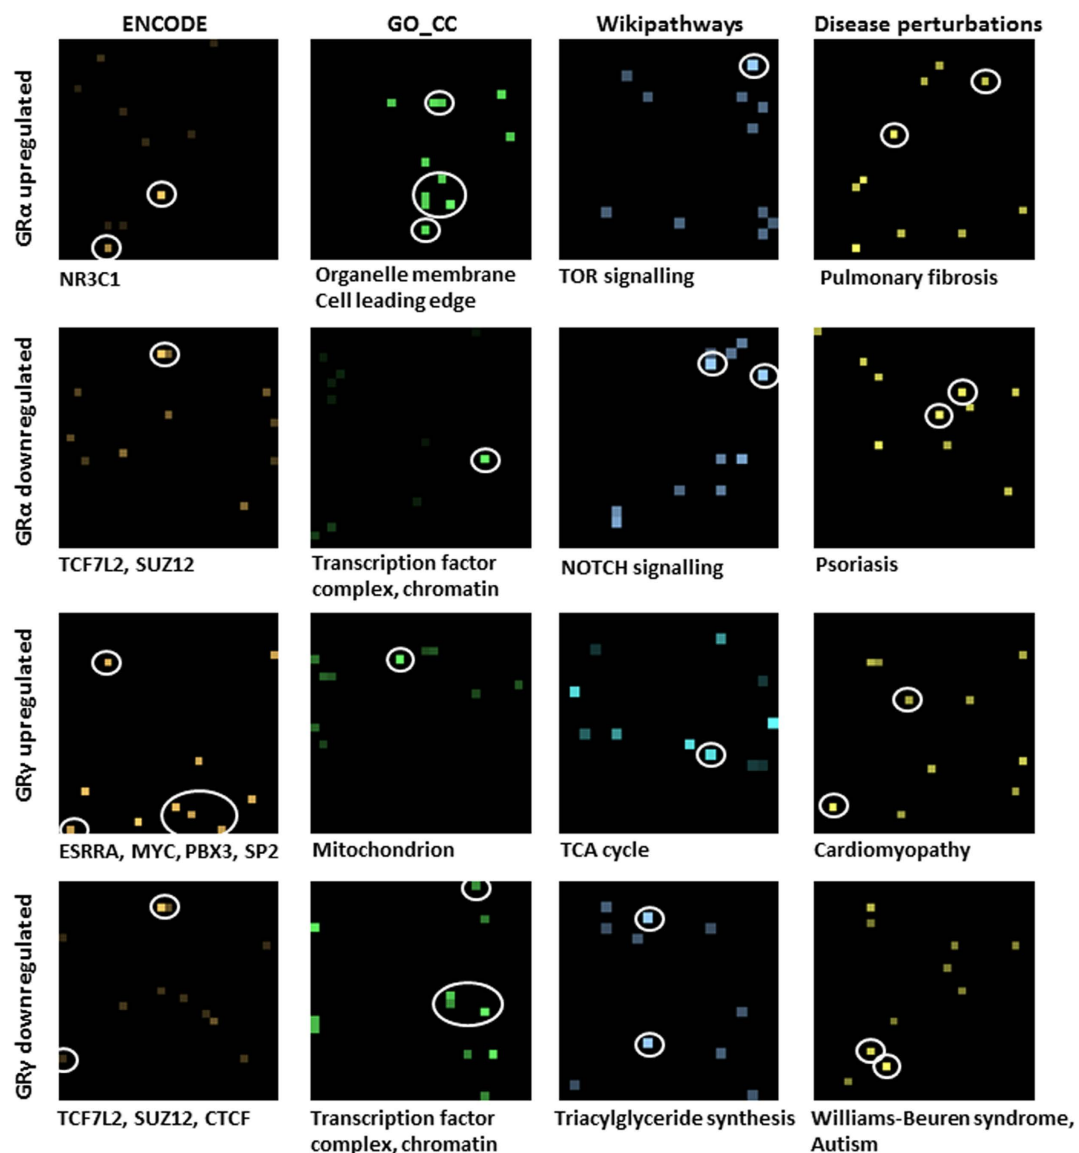 ENCODE GO_CC Wikipathways Disease perturbations
GRα upregulated
NR3C1
Organelle membrane
Cell leading edge
TOR signalling
Pulmonary fibrosis
GRα downregulated
TCF7L2, SUZ12
Transcription factor
complex, chromatin
NOTCH signalling
Psoriasis
GRγ upregulated
ESRRA, MYC, PBX3, SP2
Mitochondrion
TCA cycle
Cardiomyopathy
GRγ downregulated
TCF7L2, SUZ12, CTCF
Transcription factor
complex, chromatin
Triacylglyceride synthesis
Williams-Beuren syndrome,
Autism